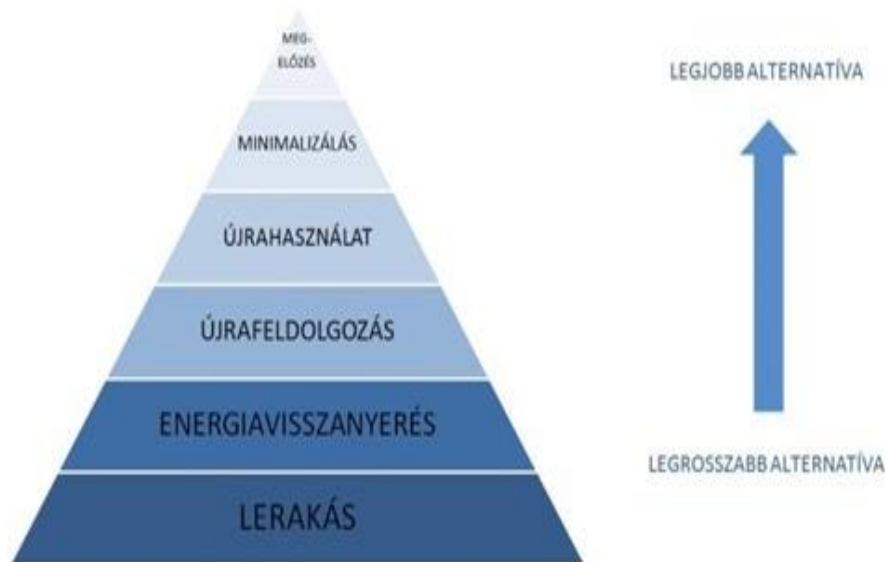 MEG-
ELŐZÉS
LEGJOBB ALTERNATÍVA
MINIMALIZÁLÁS
ÚJRAHASZNÁLAT
ÚJRAFELDOLGOZÁS
ENERGIAVISSZANYERÉS
LEGROSSZABB ALTERNATÍVA
LERAKÁS